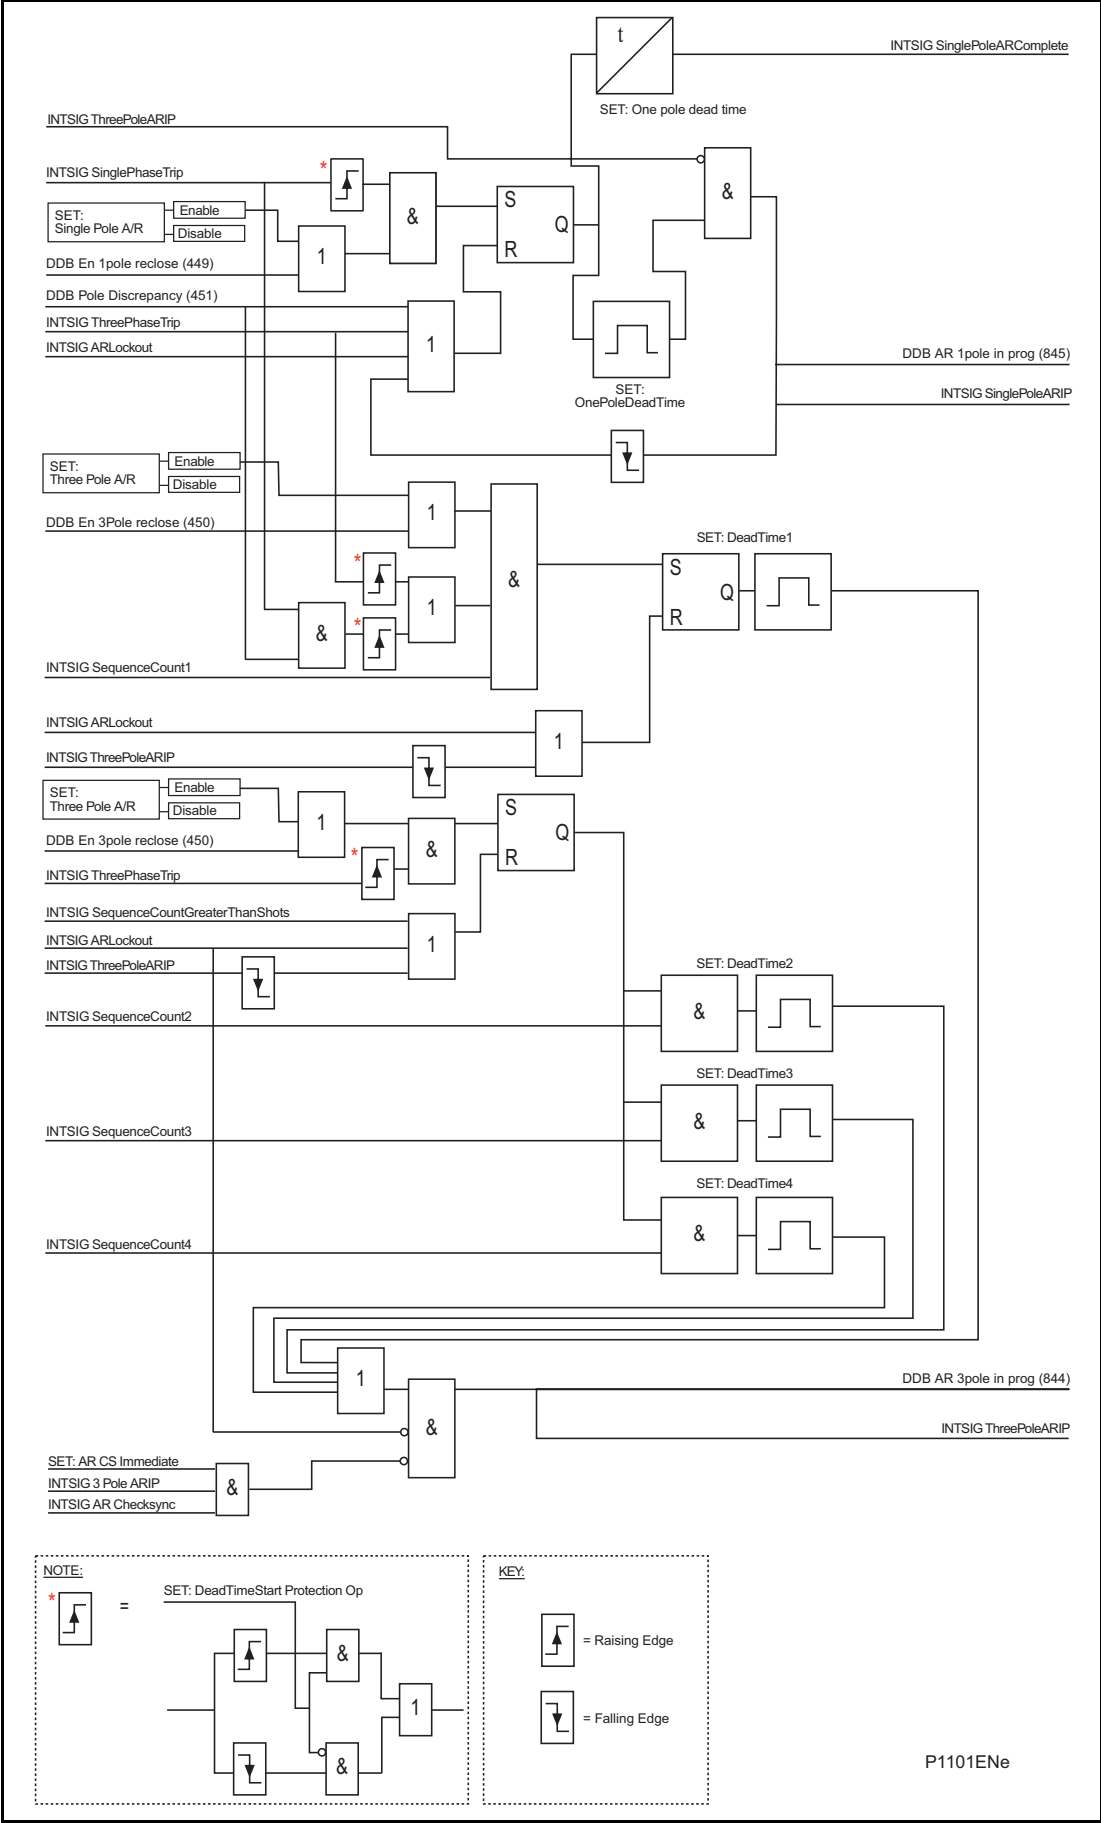 t
INTSIG SinglePoleARComplete
SET: One pole dead time
INTSIG ThreePoleARIP
&
INTSIG SinglePhaseTrip
*
&
S
Q
R
SET:
Single Pole A/R
Enable
Disable
1
DDB En 1pole reclose (449)
DDB Pole Discrepancy (451)
INTSIG ThreePhaseTrip
INTSIG ARLockout
1
SET:
OnePoleDeadTime
DDB AR 1pole in prog (845)
INTSIG SinglePoleARIP
SET:
Three Pole A/R
Enable
Disable
1
DDB En 3Pole reclose (450)
*
1
&
*
&
SET: DeadTime1
S
Q
R
INTSIG SequenceCount1
INTSIG ARLockout
1
INTSIG ThreePoleARIP
SET:
Three Pole A/R
Enable
Disable
1
S
Q
R
DDB En 3pole reclose (450)
*
&
INTSIG ThreePhaseTrip
INTSIG SequenceCountGreaterThanShots
INTSIG ARLockout
1
INTSIG ThreePoleARIP
SET: DeadTime2
&
INTSIG SequenceCount2
SET: DeadTime3
&
INTSIG SequenceCount3
SET: DeadTime4
&
INTSIG SequenceCount4
1
DDB AR 3pole in prog (844)
&
INTSIG ThreePoleARIP
SET: AR CS Immediate
INTSIG 3 Pole ARIP
INTSIG AR Checksync
&
NOTE:
*
=
SET: DeadTimeStart Protection Op
&
1
&
KEY:
= Raising Edge
= Falling Edge
P1101ENe